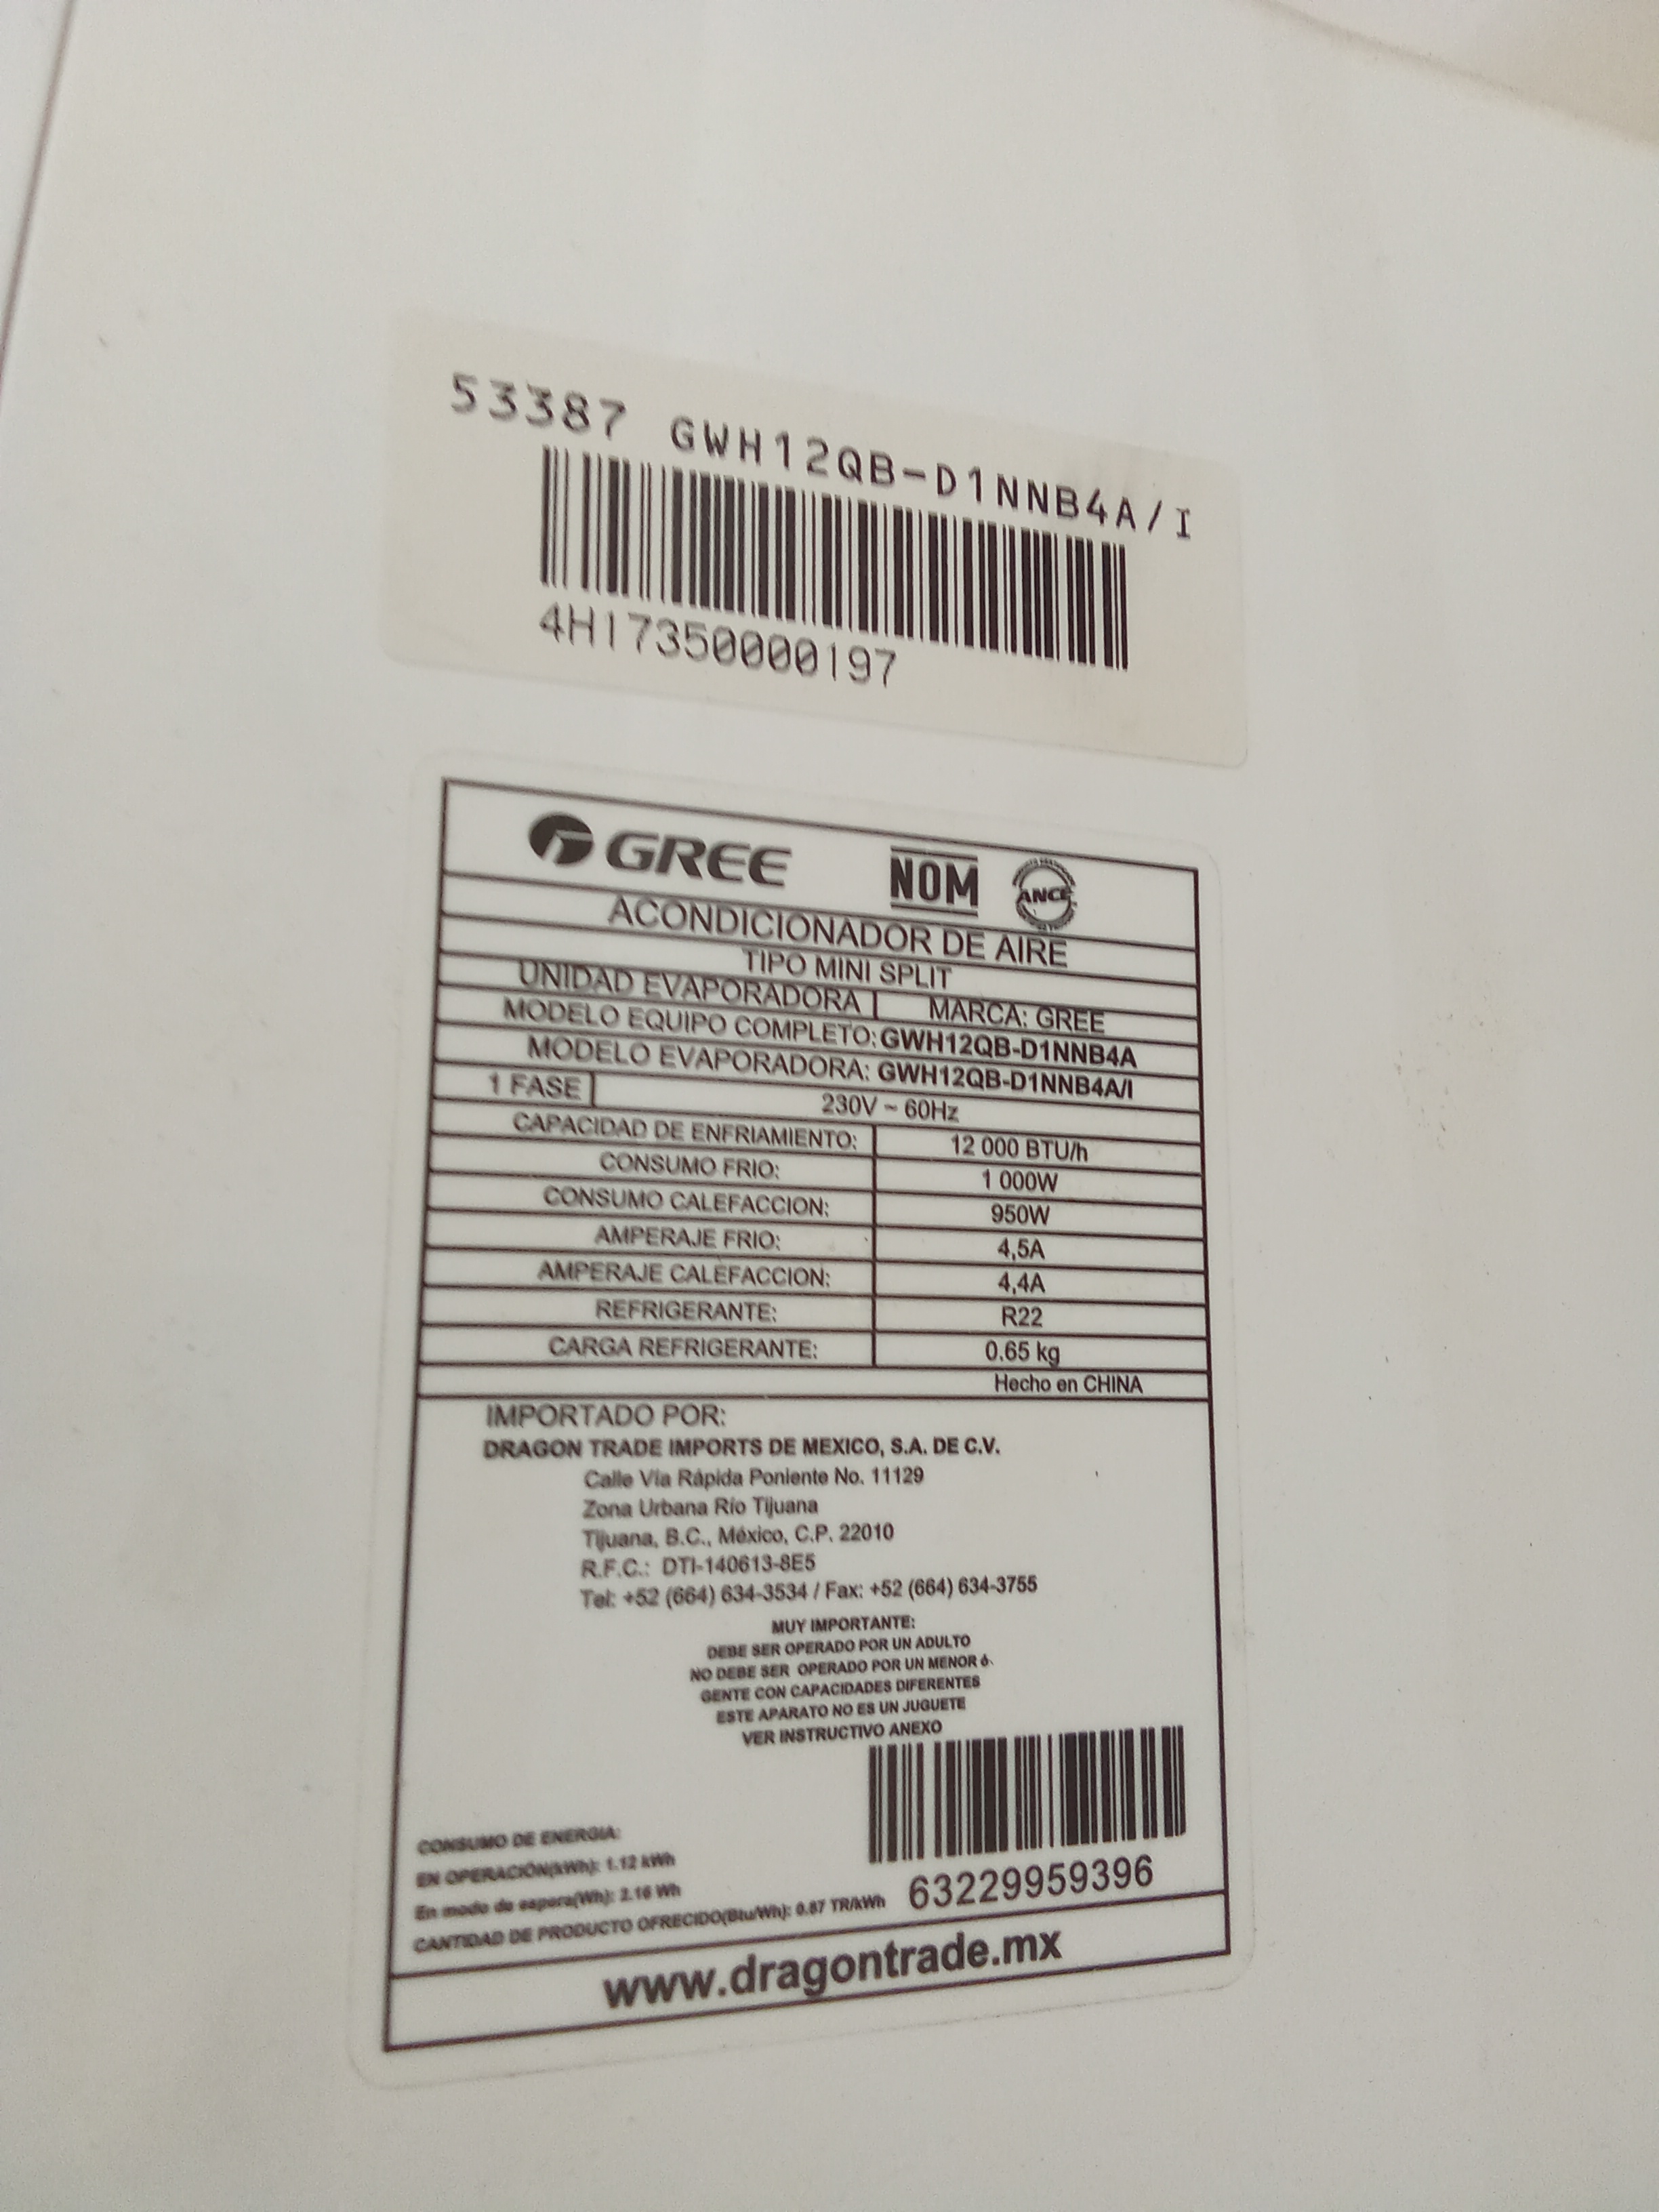 53387 GWH12QB-D1NNB4A/I
4H17350000197
GREE NOM ANCE
ACONDICIONADOR DE AIRE
TIPO MINI SPLIT
UNIDAD EVAPORADORA MARCA: GREE
MODELO EQUIPO COMPLETO: GWH12QB-D1NNB4A
MODELO EVAPORADORA: GWH12QB-D1NNB4A/I
1 FASE 230V ~ 60Hz
CAPACIDAD DE ENFRIAMIENTO: 12 000 BTU/h
CONSUMO FRIO: 1 000W
CONSUMO CALEFACCION: 950W
AMPERAJE FRIO: 4,5A
AMPERAJE CALEFACCION: 4,4A
REFRIGERANTE: R22
CARGA REFRIGERANTE: 0.65 kg
Hecho en CHINA
IMPORTADO POR:
DRAGON TRADE IMPORTS DE MEXICO, S.A. DE C.V.
Calle Vía Rápida Poniente No. 11129
Zona Urbana Río Tijuana
Tijuana, B.C., México, C.P. 22010
R.F.C.: DTI-140613-8E5
Tel: +52 (664) 634-3534 / Fax: +52 (664) 634-3755
MUY IMPORTANTE:
DEBE SER OPERADO POR UN ADULTO
NO DEBE SER OPERADO POR UN MENOR ó
GENTE CON CAPACIDADES DIFERENTES
ESTE APARATO NO ES UN JUGUETE
VER INSTRUCTIVO ANEXO
CONSUMO DE ENERGIA:
EN OPERACIÓN(kWh): 1.12 kWh
En modo de espera(Wh): 2.16 Wh
CANTIDAD DE PRODUCTO OFRECIDO(Btu/Wh): 0.87 TR/kWh
63229959396
www.dragontrade.mx